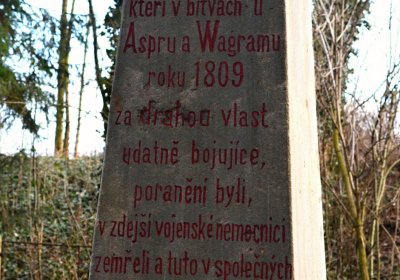 kteří v bitvách u
Aspru a Wagramu
roku 1809
za drahou vlast
udatně bojujíce,
poranění byli,
v zdejší vojenské nemocnici
zemřeli a tuto v společných